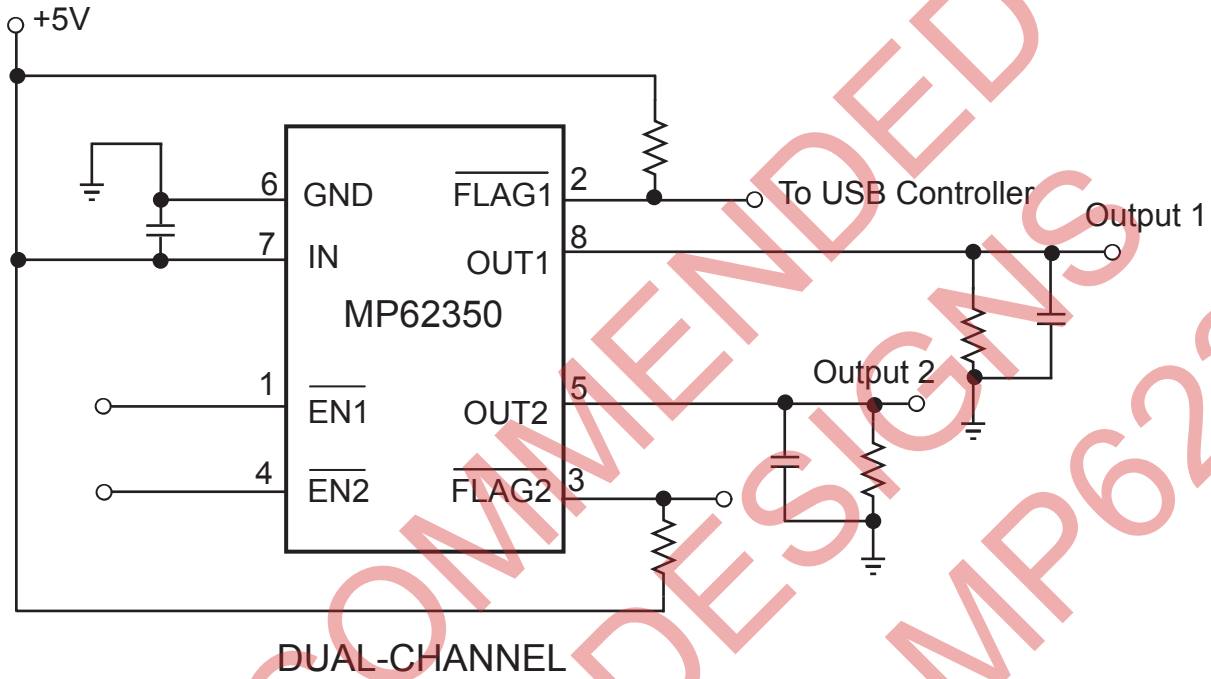 +5V
6 GND
FLAG1 2
To USB Controller
Output 1
7 IN
OUT1 8
MP62350
Output 2
1 EN1
OUT2 5
4 EN2
FLAG2 3
DUAL-CHANNEL
COMMENDED
DESIGNS
MP62